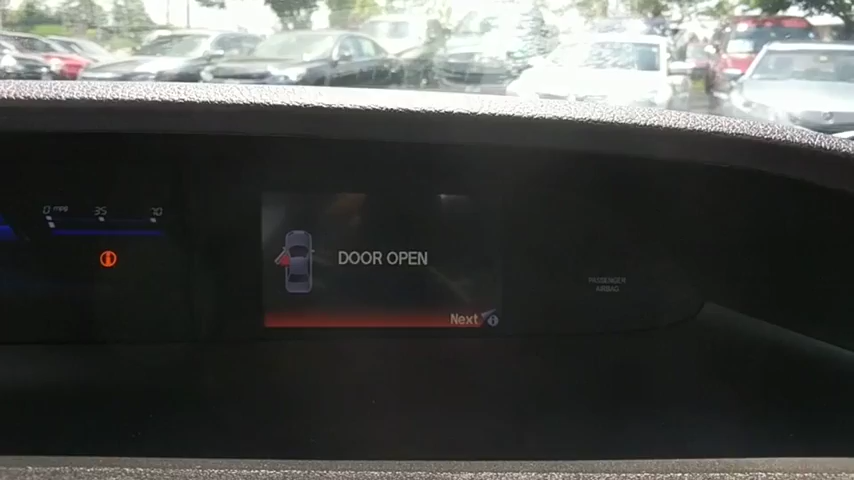 0 mpg 35 70
DOOR OPEN
PASSENGER
AIRBAG
Next